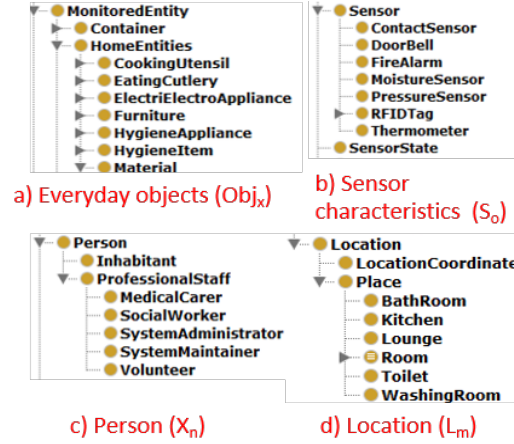 MonitoredEntity
Container
HomeEntities
CookingUtensil
EatingCutlery
ElectriElectroAppliance
Furniture
HygieneAppliance
HygieneItem
Material
a) Everyday objects (Objx)
Sensor
ContactSensor
DoorBell
FireAlarm
MoistureSensor
PressureSensor
RFIDTag
Thermometer
SensorState
b) Sensor
characteristics (So)
Person
Inhabitant
ProfessionalStaff
MedicalCarer
SocialWorker
SystemAdministrator
SystemMaintainer
Volunteer
c) Person (Xn)
Location
LocationCoordinate
Place
BathRoom
Kitchen
Lounge
Room
Toilet
WashingRoom
d) Location (Lm)